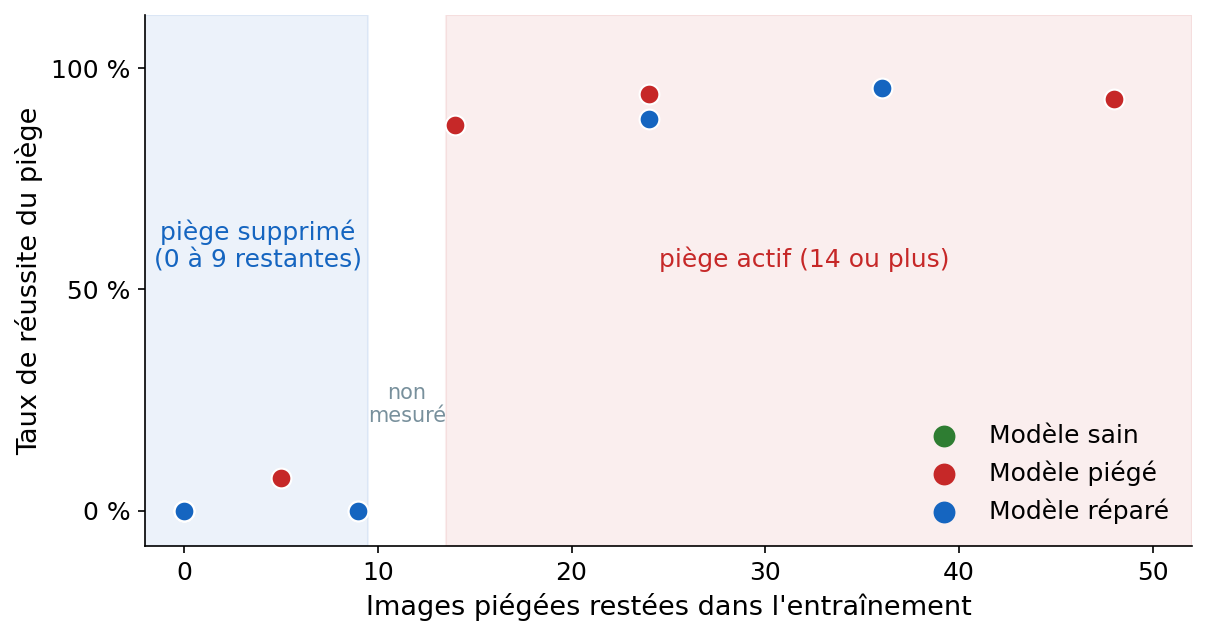 Taux de réussite du piège
100 %
50 %
0 %
piège supprimé
(0 à 9 restantes)
non
mesuré
piège actif (14 ou plus)
Modèle sain
Modèle piégé
Modèle réparé
0
10
20
30
40
50
Images piégées restées dans l'entraînement